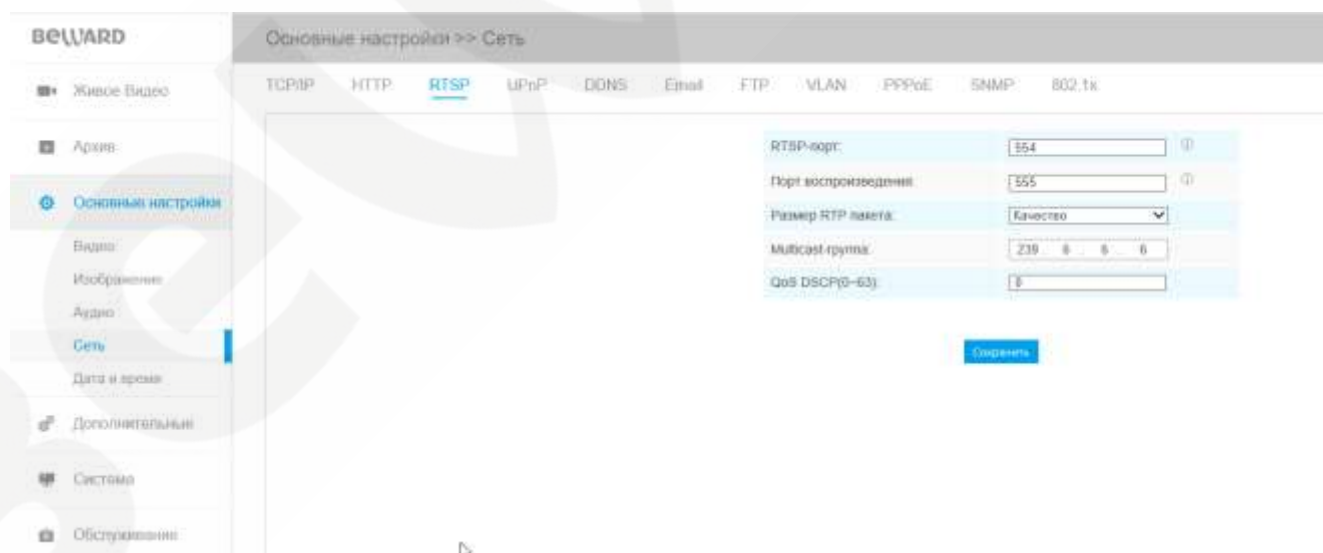 BEWARD
Основные настройки >> Сеть
Живое Видео
Архив
Основные настройки
Видео
Изображение
Аудио
Сеть
Дата и время
Дополнительные
Система
Обслуживание
TCP/IP HTTP RTSP UPnP DDNS Email FTP VLAN PPPoE SNMP 802.1x
RTSP-порт: 554
Порт воспроизведения: 555
Размер RTP пакета: Качество
Multicast-группа: 239 . 6 . 6 . 6
QoS DSCP(0~63): 0
Сохранить